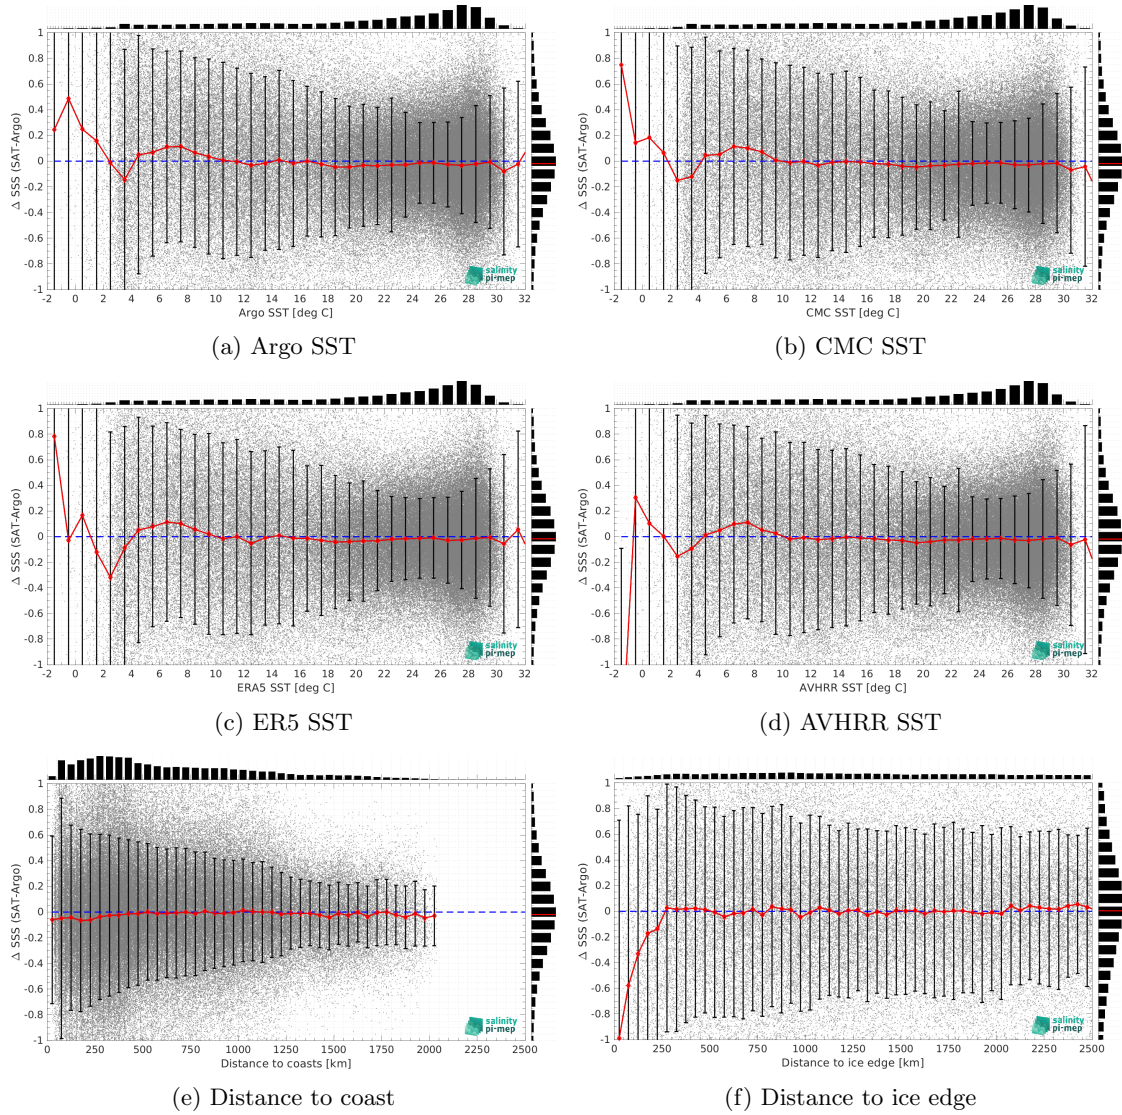 1
0.8
0.6
0.4
0.2
0
-0.2
-0.4
-0.6
-0.8
-1
Δ SSS (SAT-Argo)
salinity
pi-mep
-2 0 2 4 6 8 10 12 14 16 18 20 22 24 26 28 30 32
Argo SST [deg C]
(a) Argo SST
1
0.8
0.6
0.4
0.2
0
-0.2
-0.4
-0.6
-0.8
-1
Δ SSS (SAT-Argo)
salinity
pi-mep
-2 0 2 4 6 8 10 12 14 16 18 20 22 24 26 28 30 32
CMC SST [deg C]
(b) CMC SST
1
0.8
0.6
0.4
0.2
0
-0.2
-0.4
-0.6
-0.8
-1
Δ SSS (SAT-Argo)
salinity
pi-mep
-2 0 2 4 6 8 10 12 14 16 18 20 22 24 26 28 30 32
ERA5 SST [deg C]
(c) ER5 SST
1
0.8
0.6
0.4
0.2
0
-0.2
-0.4
-0.6
-0.8
-1
Δ SSS (SAT-Argo)
salinity
pi-mep
-2 0 2 4 6 8 10 12 14 16 18 20 22 24 26 28 30 32
AVHRR SST [deg C]
(d) AVHRR SST
1
0.8
0.6
0.4
0.2
0
-0.2
-0.4
-0.6
-0.8
-1
Δ SSS (SAT-Argo)
salinity
pi-mep
0 250 500 750 1000 1250 1500 1750 2000 2250 2500
Distance to coasts [km]
(e) Distance to coast
1
0.8
0.6
0.4
0.2
0
-0.2
-0.4
-0.6
-0.8
-1
Δ SSS (SAT-Argo)
salinity
pi-mep
0 250 500 750 1000 1250 1500 1750 2000 2250 2500
Distance to ice edge [km]
(f) Distance to ice edge